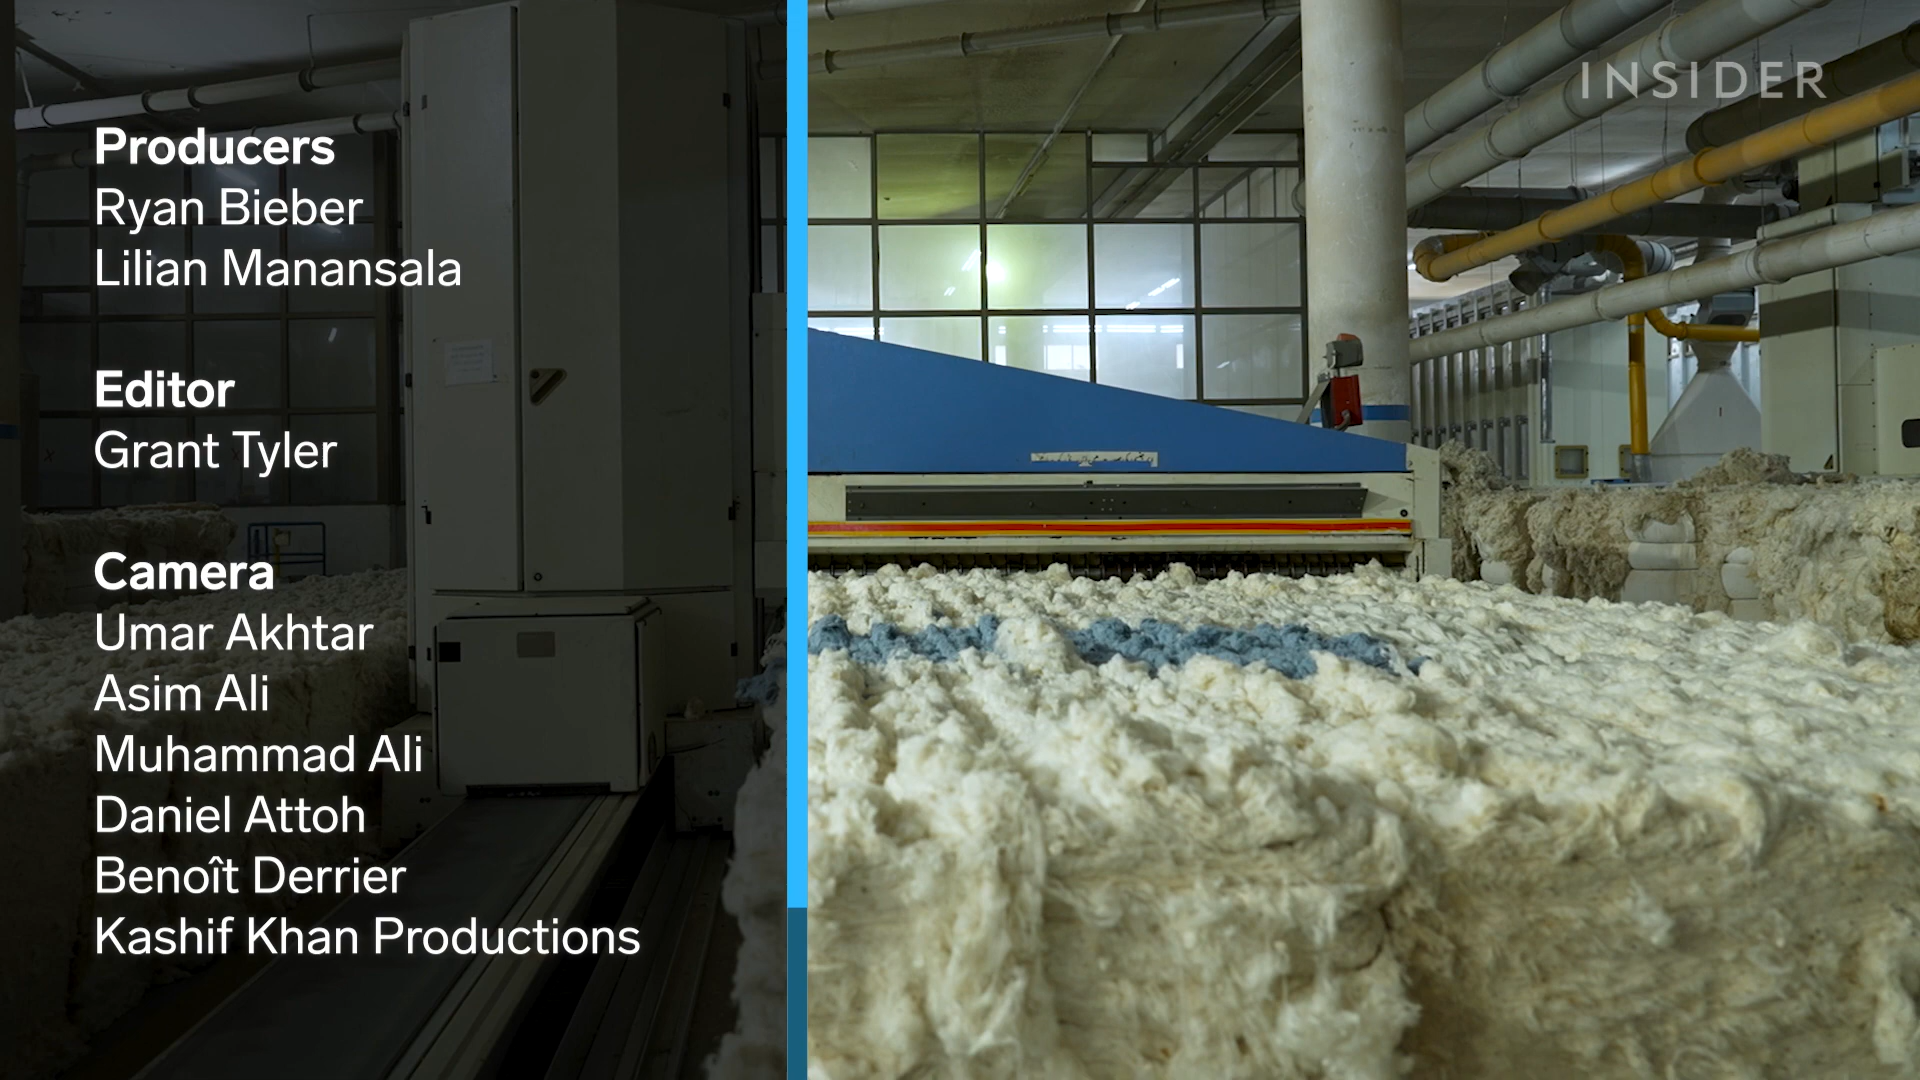 INSIDER
Producers
Ryan Bieber
Lilian Manansala
Editor
Grant Tyler
Camera
Umar Akhtar
Asim Ali
Muhammad Ali
Daniel Attoh
Benoît Derrier
Kashif Khan Productions